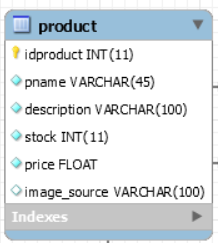 product
idproduct INT(11)
pname VARCHAR(45)
description VARCHAR(100)
stock INT(11)
price FLOAT
image_source VARCHAR(100)
Indexes